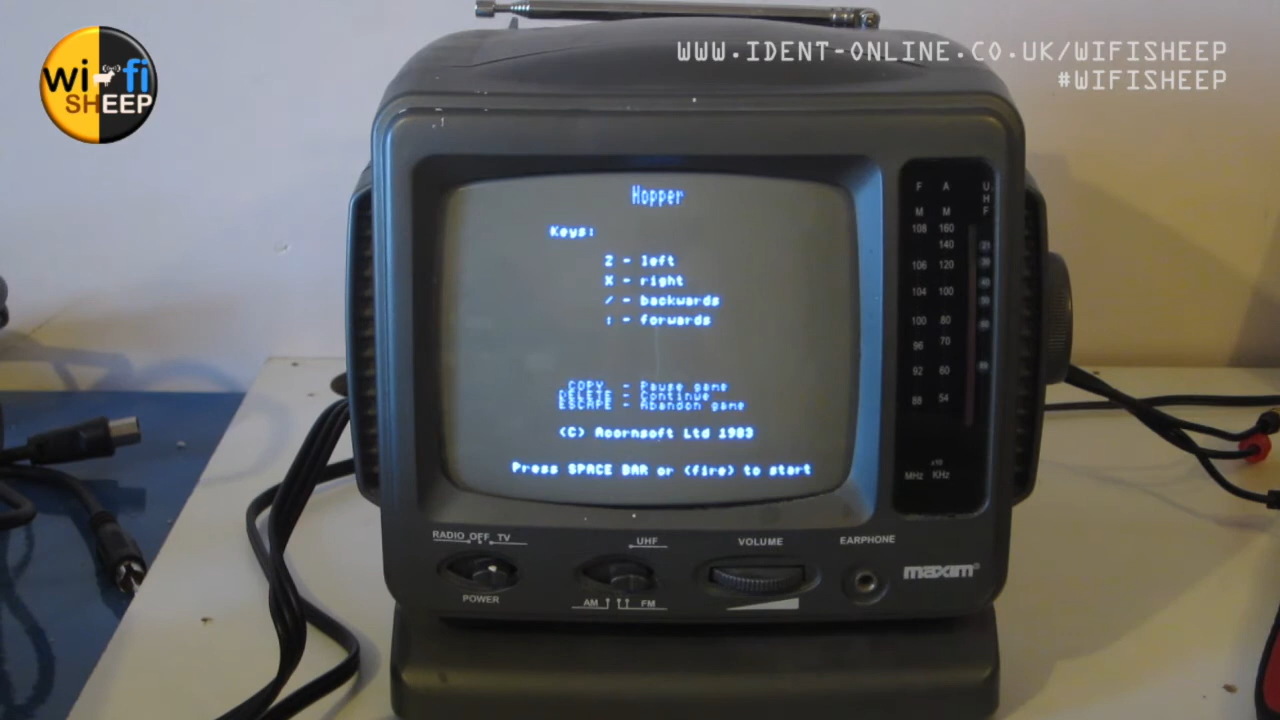 wi-fi
SHEEP
WWW.IDENT-ONLINE.CO.UK/WIFISHEEP
#WIFISHEEP
Hopper
Keys:
Z - left
X - right
/ - backwards
: - forwards
COPY - Pause game
DELETE - Continue
ESCAPE - Abandon game
(C) Acornsoft Ltd 1983
Press SPACE BAR or (fire) to start
F A U
H
M M F
108 160
140
106 120
104 100
100 80
96 70
92 60
88 54
x10
MHz KHz
RADIO OFF TV
POWER
UHF
AM FM
VOLUME
EARPHONE
maxim